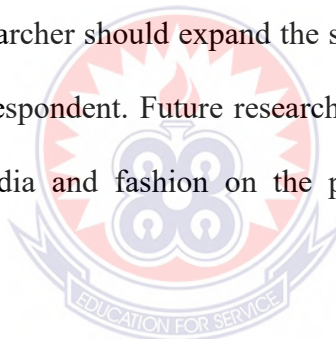 archer should expand the s
espondent. Future research
dia and fashion on the p
EDUCATION FOR SERVICE